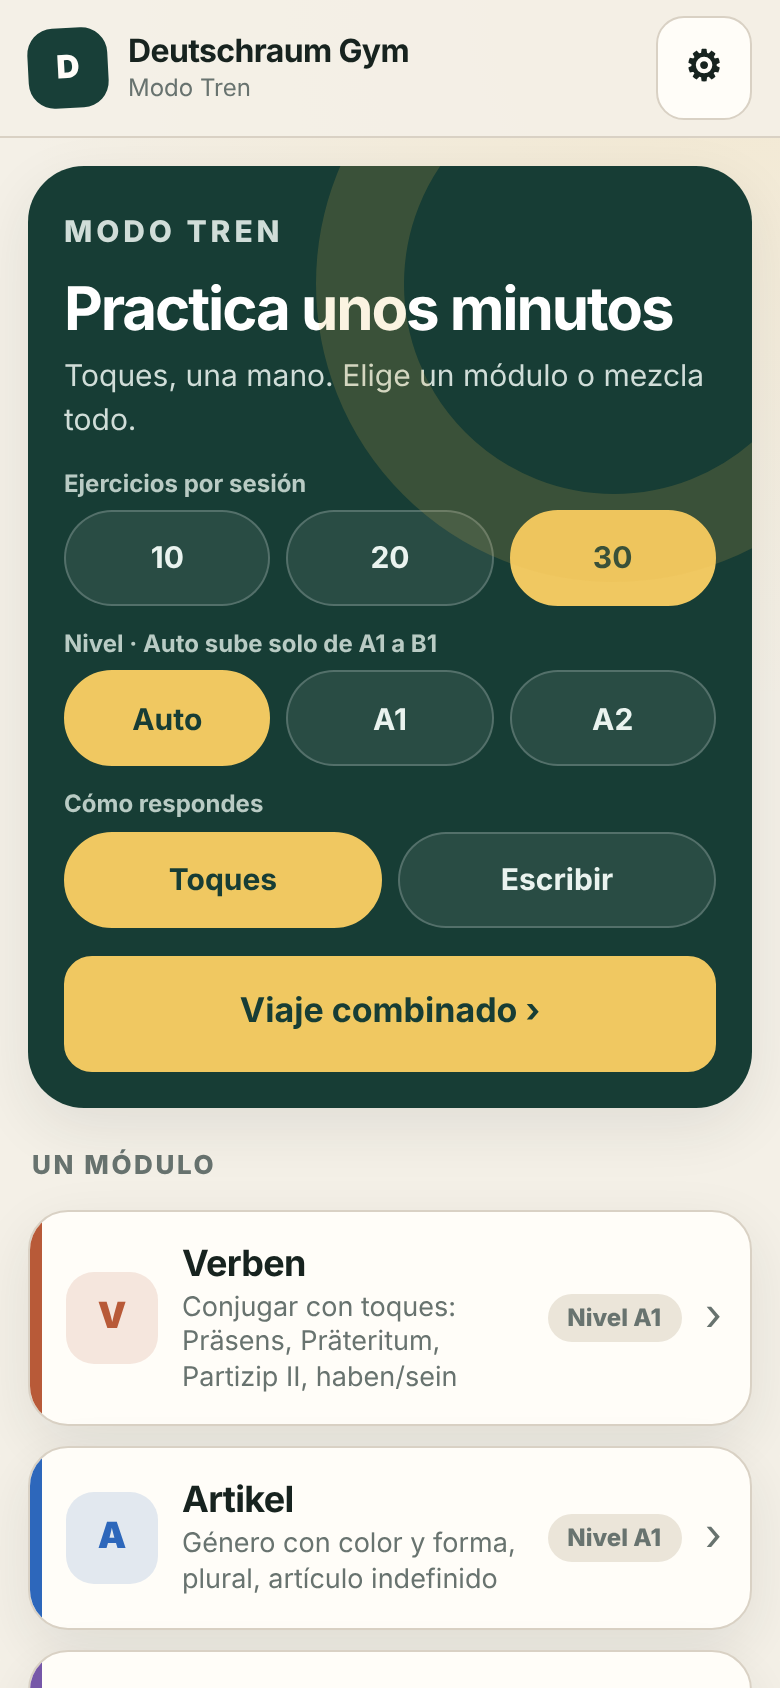 D
Deutschraum Gym
Modo Tren
⚙
MODO TREN
Practica unos minutos
Toques, una mano. Elige un módulo o mezcla
todo.
Ejercicios por sesión
10 20 30
Nivel · Auto sube solo de A1 a B1
Auto A1 A2
Cómo respondes
Toques Escribir
Viaje combinado ›
UN MÓDULO
V
Verben
Conjugar con toques:
Präsens, Präteritum,
Partizip II, haben/sein
Nivel A1 ›
A
Artikel
Género con color y forma,
plural, artículo indefinido
Nivel A1 ›